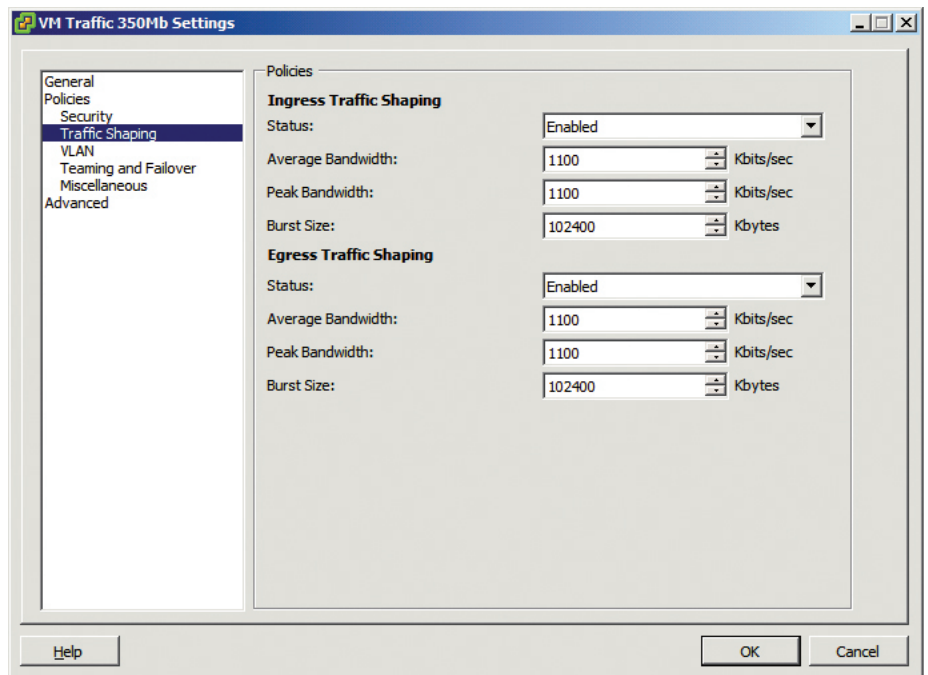 VM Traffic 350Mb Settings
General
Policies
Security
Traffic Shaping
VLAN
Teaming and Failover
Miscellaneous
Advanced
Policies
Ingress Traffic Shaping
Status: Enabled
Average Bandwidth: 1100 Kbits/sec
Peak Bandwidth: 1100 Kbits/sec
Burst Size: 102400 Kbytes
Egress Traffic Shaping
Status: Enabled
Average Bandwidth: 1100 Kbits/sec
Peak Bandwidth: 1100 Kbits/sec
Burst Size: 102400 Kbytes
Help OK Cancel